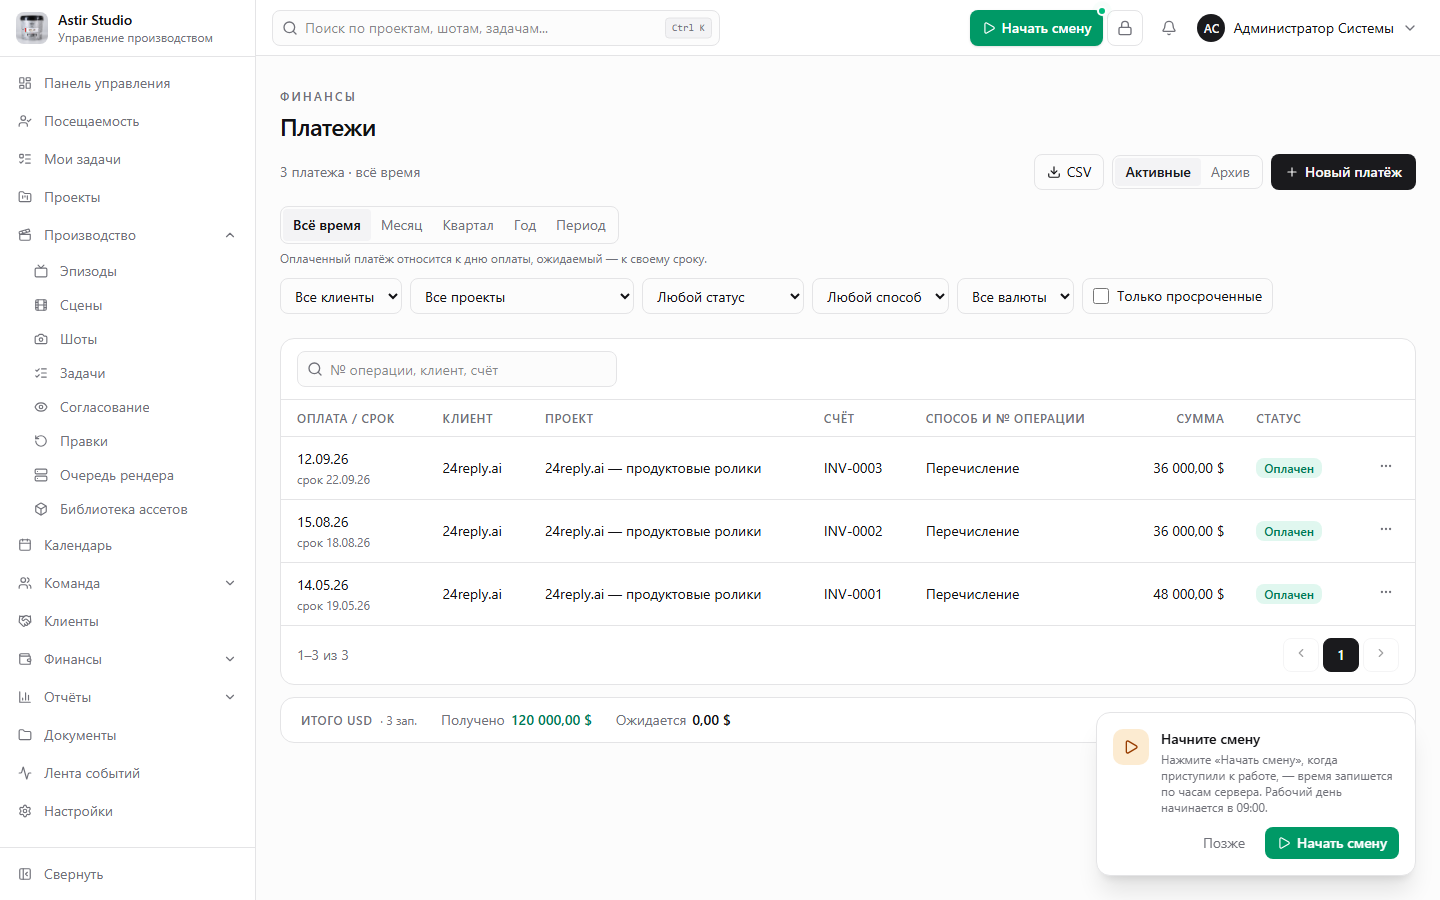 Astir Studio
Управление производством
Поиск по проектам, шотам, задачам...
Ctrl K
Начать смену
АС
Администратор Системы
Панель управления
Посещаемость
Мои задачи
Проекты
Производство
Эпизоды
Сцены
Шоты
Задачи
Согласование
Правки
Очередь рендера
Библиотека ассетов
Календарь
Команда
Клиенты
Финансы
Отчёты
Документы
Лента событий
Настройки
Свернуть
ФИНАНСЫ
Платежи
3 платежа · всё время
CSV
Активные
Архив
+ Новый платёж
Всё время
Месяц
Квартал
Год
Период
Оплаченный платёж относится к дню оплаты, ожидаемый — к своему сроку.
Все клиенты
Все проекты
Любой статус
Любой способ
Все валюты
Только просроченные
№ операции, клиент, счёт
ОПЛАТА / СРОК КЛИЕНТ ПРОЕКТ СЧЁТ СПОСОБ И № ОПЕРАЦИИ СУММА СТАТУС
12.09.26
срок 22.09.26
24reply.ai 24reply.ai — продуктовые ролики INV-0003 Перечисление 36 000,00 $ Оплачен
15.08.26
срок 18.08.26
24reply.ai 24reply.ai — продуктовые ролики INV-0002 Перечисление 36 000,00 $ Оплачен
14.05.26
срок 19.05.26
24reply.ai 24reply.ai — продуктовые ролики INV-0001 Перечисление 48 000,00 $ Оплачен
1–3 из 3
1
ИТОГО USD · 3 зап. Получено 120 000,00 $ Ожидается 0,00 $
Начните смену
Нажмите «Начать смену», когда
приступили к работе, — время запишется
по часам сервера. Рабочий день
начинается в 09:00.
Позже
Начать смену